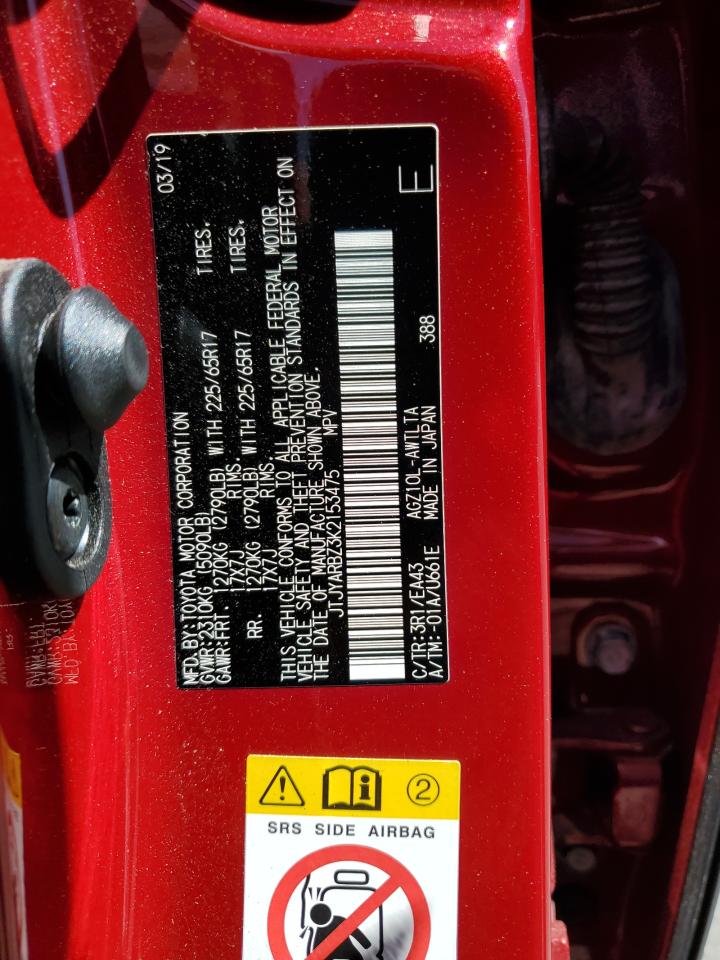 MFD. BY:TOYOTA MOTOR CORPORATION 03/19
GVWR:2310KG (5090LB)
GAWR:FRT. 1270KG (2790LB) WITH 225/65R17 TIRES.
17X7J RIMS.
RR. 1270KG (2790LB) WITH 225/65R17 TIRES.
17X7J RIMS.
THIS VEHICLE CONFORMS TO ALL APPLICABLE FEDERAL MOTOR
VEHICLE SAFETY AND THEFT PREVENTION STANDARDS IN EFFECT ON
THE DATE OF MANUFACTURE SHOWN ABOVE.
JTJYARBZ3K2153475 MPV
C/TR:3R1/EA43 AGZ10L-AWTLTA 388 E
A/TM:-01A/U661E MADE IN JAPAN
2
SRS SIDE AIRBAG